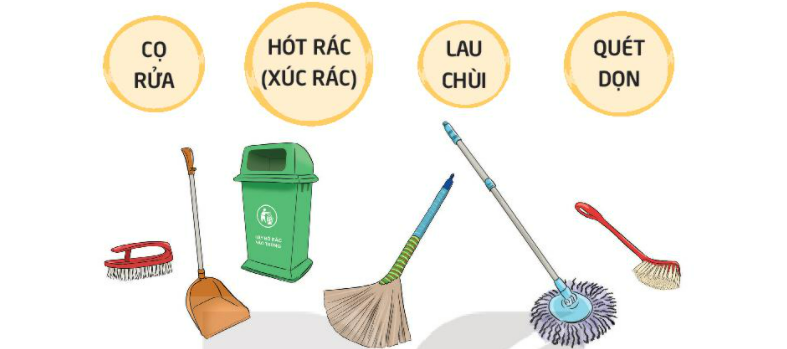 CỌ
RỬA
HÓT RÁC
(XÚC RÁC)
LAU
CHÙI
QUÉT
DỌN